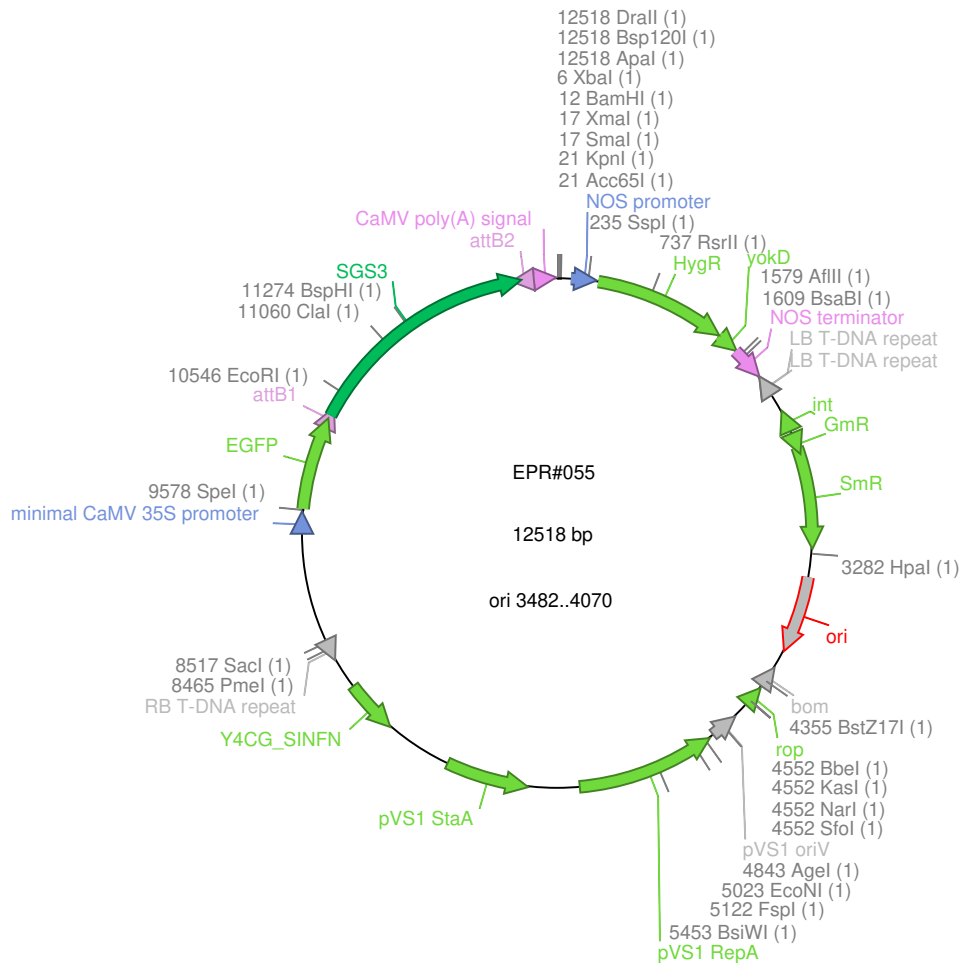 12518 DraII (1)
12518 Bsp120I (1)
12518 ApaI (1)
6 XbaI (1)
12 BamHI (1)
17 XmaI (1)
17 SmaI (1)
21 KpnI (1)
21 Acc65I (1)
NOS promoter
235 SspI (1)
737 RsrII (1)
HygR
yokD
1579 AflII (1)
1609 BsaBI (1)
NOS terminator
LB T-DNA repeat
LB T-DNA repeat
int
GmR
SmR
3282 HpaI (1)
ori
bom
4355 BstZ17I (1)
rop
4552 BbeI (1)
4552 KasI (1)
4552 NarI (1)
4552 SfoI (1)
pVS1 oriV
4843 AgeI (1)
5023 EcoNI (1)
5122 FspI (1)
5453 BsiWI (1)
pVS1 RepA
pVS1 StaA
Y4CG_SINFN
RB T-DNA repeat
8465 PmeI (1)
8517 SacI (1)
minimal CaMV 35S promoter
9578 SpeI (1)
EGFP
attB1
10546 EcoRI (1)
11060 ClaI (1)
11274 BspHI (1)
SGS3
attB2
CaMV poly(A) signal
EPR#055
12518 bp
ori 3482..4070